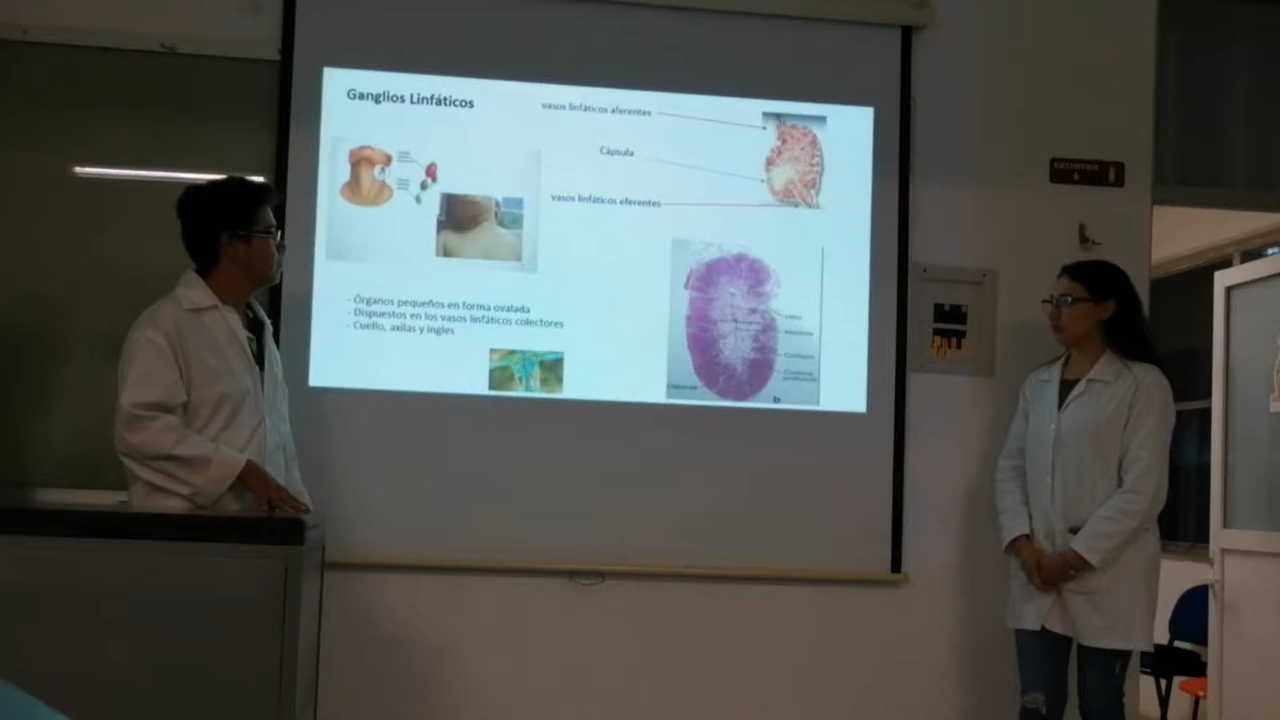 Ganglios Linfáticos
vasos linfáticos aferentes
Cápsula
vasos linfáticos eferentes
- Órganos pequeños en forma ovalada
- Dispuestos en los vasos linfáticos colectores
- Cuello, axilas y ingles
b
EXTINTOR